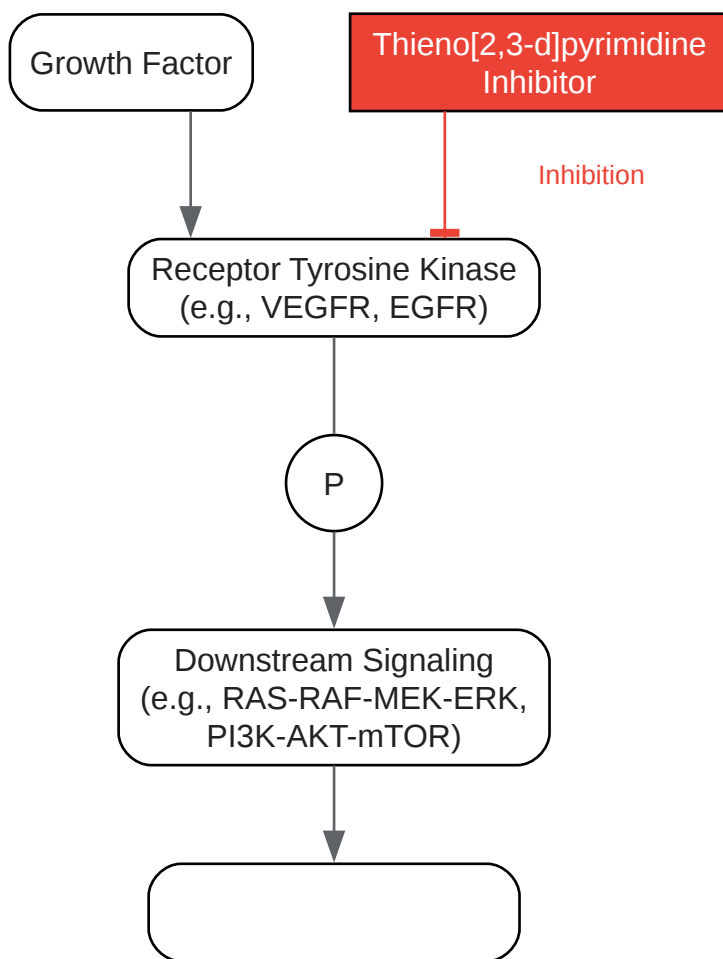 Growth Factor
Thieno[2,3-d]pyrimidine
Inhibitor
Inhibition
Receptor Tyrosine Kinase
(e.g., VEGFR, EGFR)
P
Downstream Signaling
(e.g., RAS-RAF-MEK-ERK,
PI3K-AKT-mTOR)